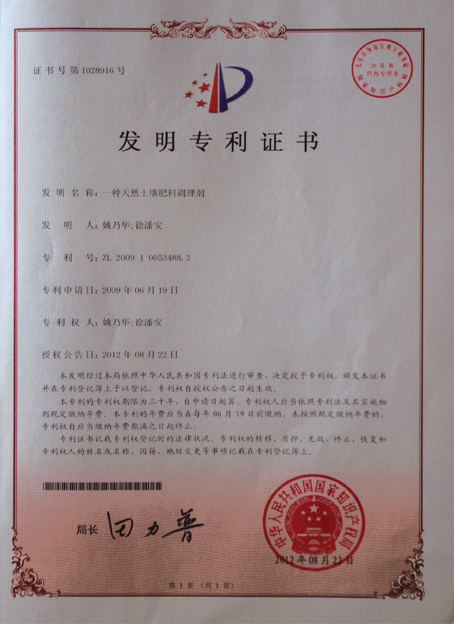 证书号第1028916号
发明专利证书
发明名称：一种天然土壤肥料调理剂
发明人：姚乃华;徐潘安
专利号：ZL 2009 1 0053488.3
专利申请日：2009年06月19日
专利权人：姚乃华;徐潘安
授权公告日：2012年08月22日
本发明经过本局依照中华人民共和国专利法进行审查，决定授予专利权，颁发本证书
并在专利登记簿上予以登记。专利权自授权公告之日起生效。
本专利的专利权期限为二十年，自申请日起算。专利权人应当依照专利法及其实施细
则规定缴纳年费。本专利的年费应当在每年06月19日前缴纳。未按照规定缴纳年费的，
专利权自应当缴纳年费期满之日起终止。
专利证书记载专利权登记时的法律状况。专利权的转移、质押、无效、终止、恢复和
专利权人的姓名或名称、国籍、地址变更等事项记载在专利登记簿上。
局长 田力普
中华人民共和国国家知识产权局
2012年08月22日
第1页（共1页）